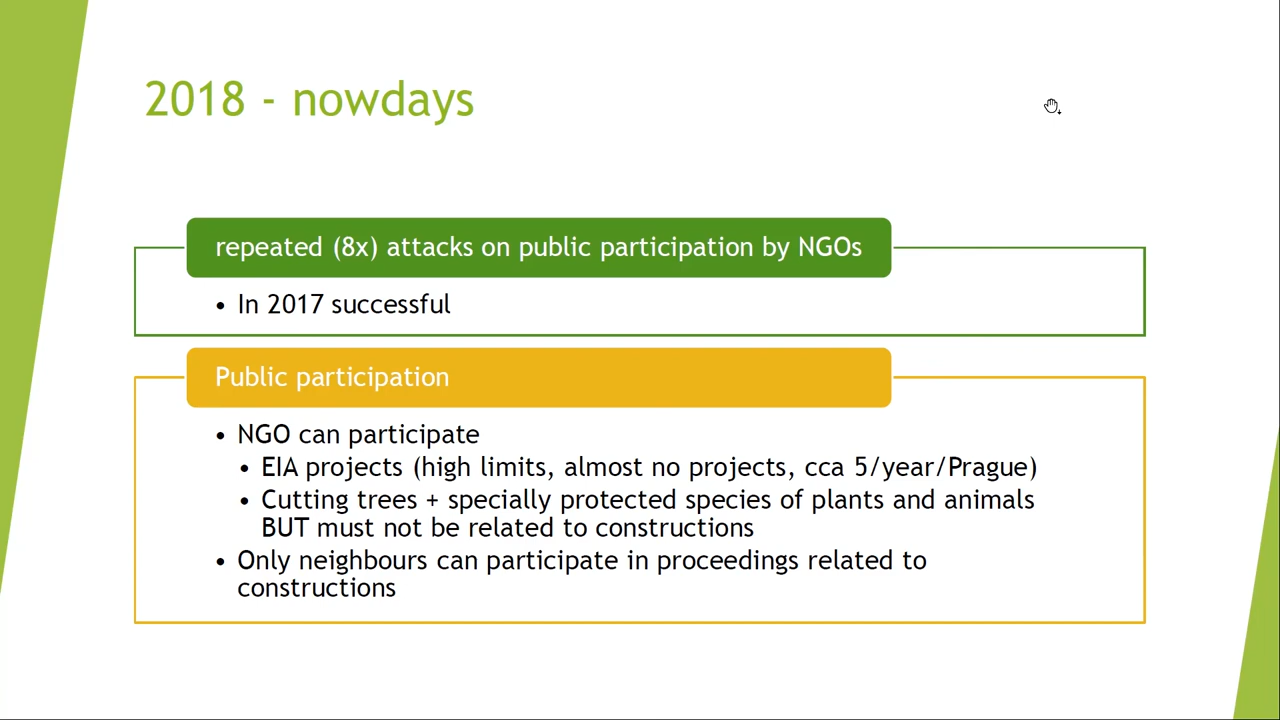 2018 - nowdays
repeated (8x) attacks on public participation by NGOs
• In 2017 successful
Public participation
• NGO can participate
• EIA projects (high limits, almost no projects, cca 5/year/Prague)
• Cutting trees + specially protected species of plants and animals
BUT must not be related to constructions
• Only neighbours can participate in proceedings related to
constructions